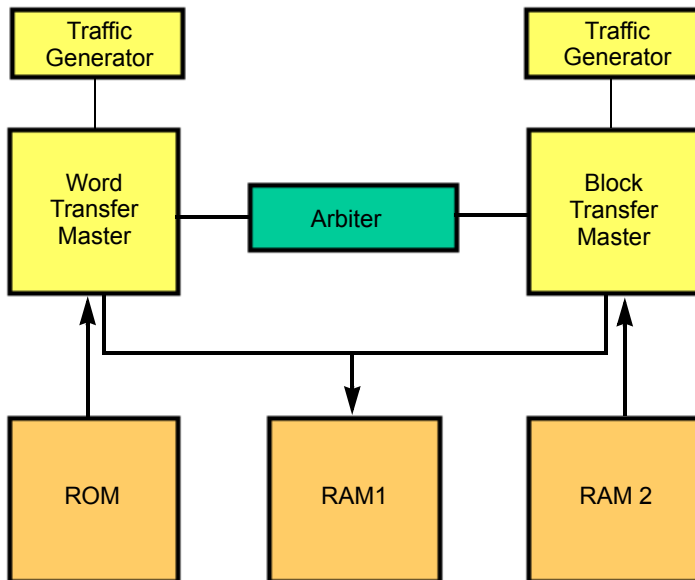 Traffic
Generator
Traffic
Generator
Word
Transfer
Master
Arbiter
Block
Transfer
Master
ROM
RAM1
RAM 2